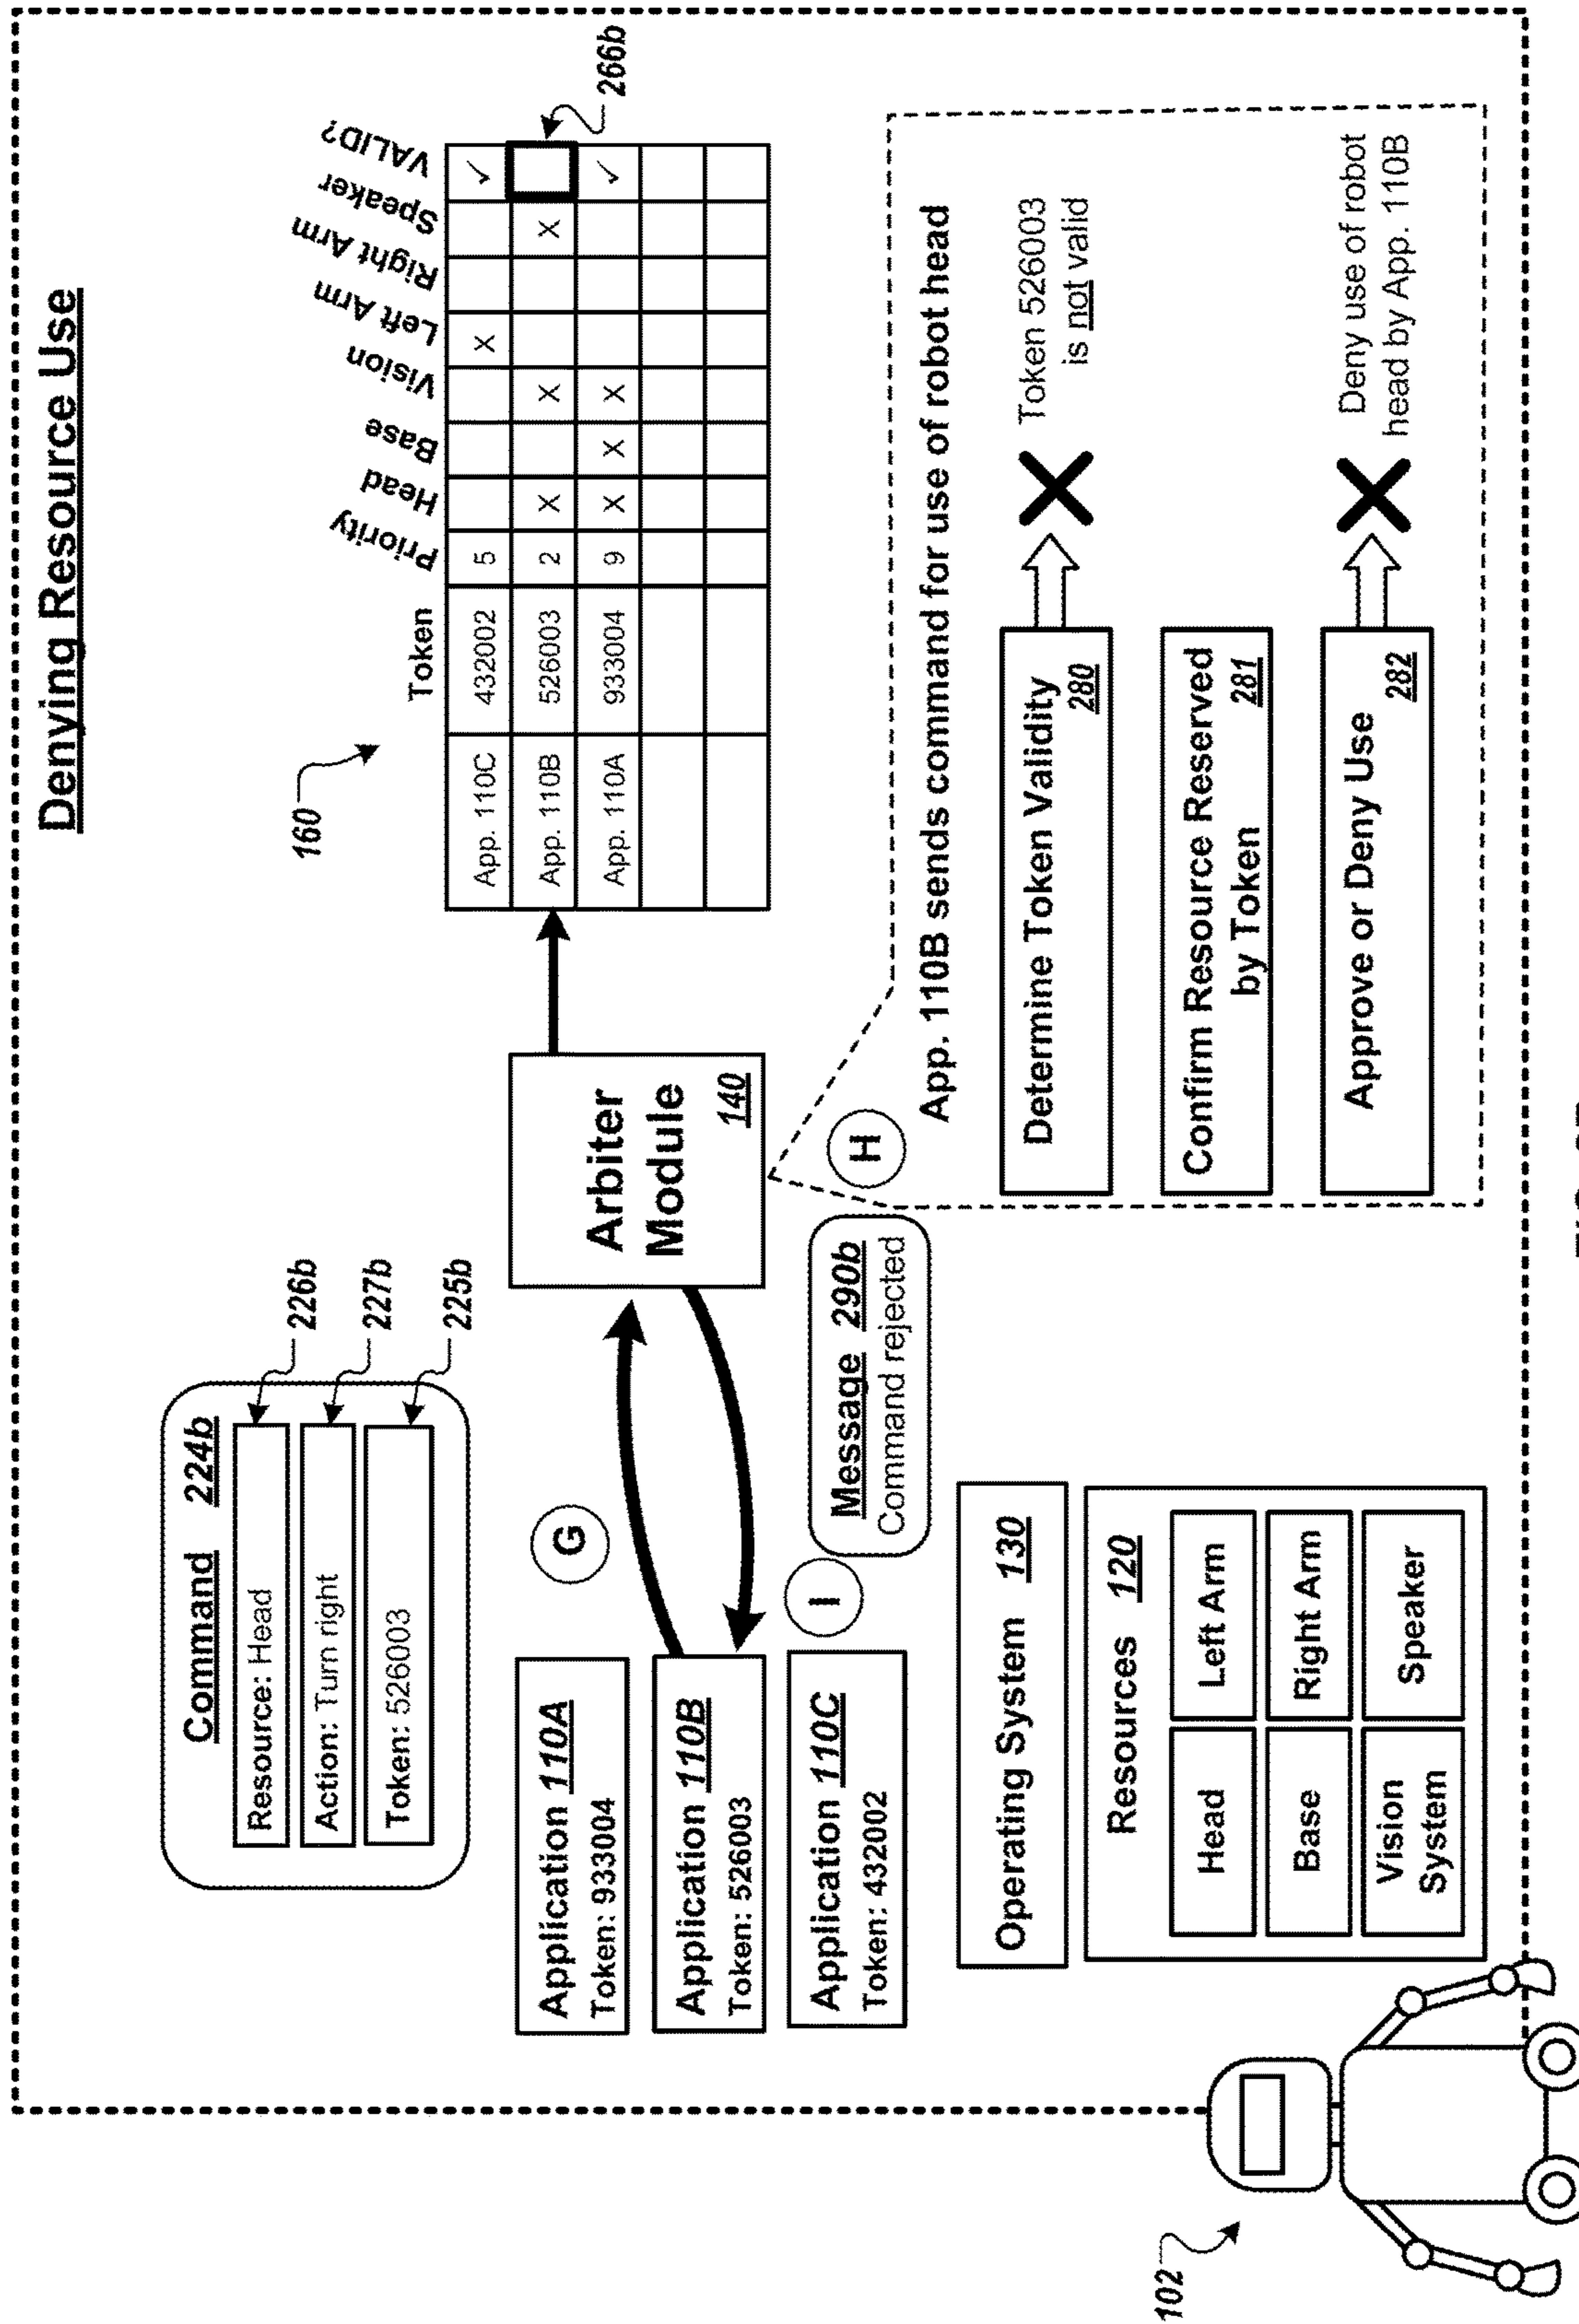 Denying Resource Use
Command 224b
Resource: Head
Action: Turn right
Token: 526003
226b
227b
225b
160
Token Priority Head Base Vision Left Arm Right Arm Speaker VALID?
App. 110C 432002 5 X ✓
App. 110B 526003 2 X X X
App. 110A 933004 9 X X X ✓
266b
Application 110A
Token: 933004
Application 110B
Token: 526003
Application 110C
Token: 432002
G
Arbiter
Module
140
I
Message 290b
Command rejected
H
App. 110B sends command for use of robot head
Determine Token Validity
280
Token 526003
is not valid
Confirm Resource Reserved
by Token 281
Approve or Deny Use
282
Deny use of robot
head by App. 110B
Operating System 130
Resources 120
Head
Left Arm
Base
Right Arm
Vision
System
Speaker
102